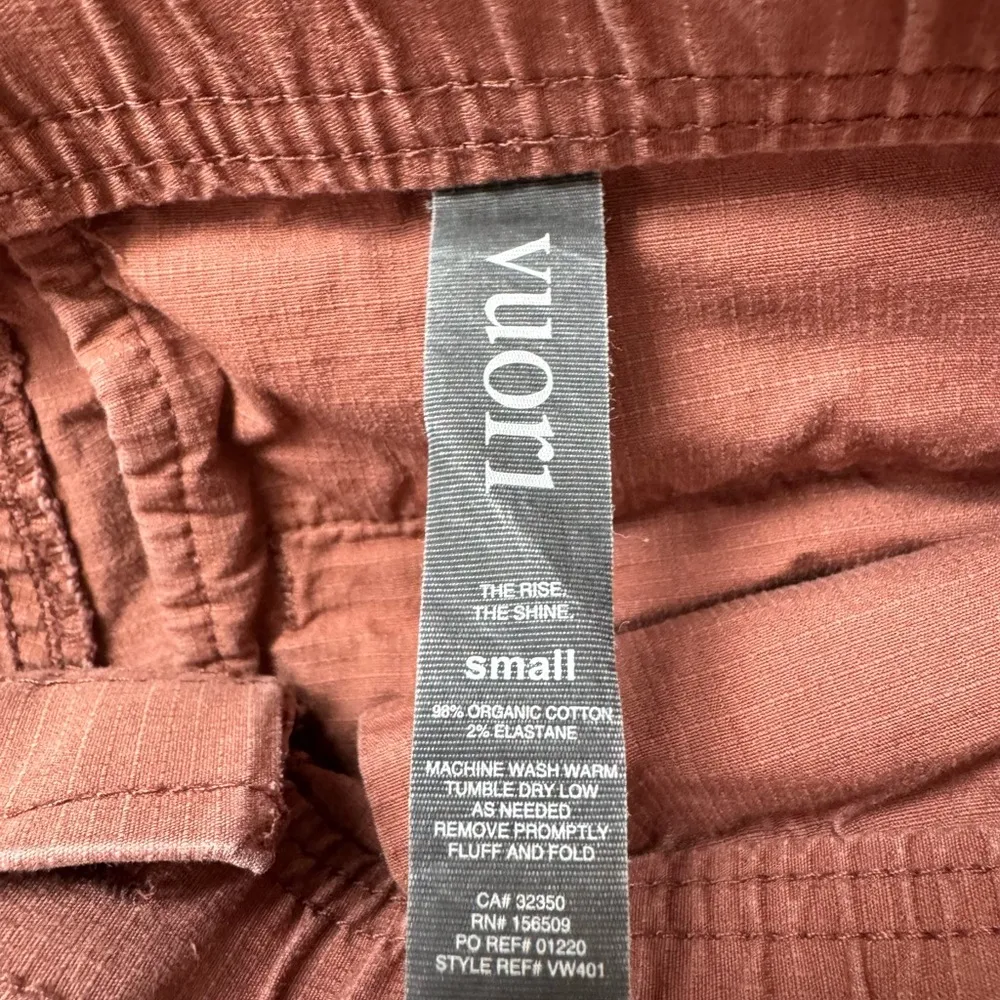 vuori
THE RISE.
THE SHINE.
small
98% ORGANIC COTTON
2% ELASTANE
MACHINE WASH WARM
TUMBLE DRY LOW
AS NEEDED
REMOVE PROMPTLY
FLUFF AND FOLD
CA# 32350
RN# 156509
PO REF# 01220
STYLE REF# VW401